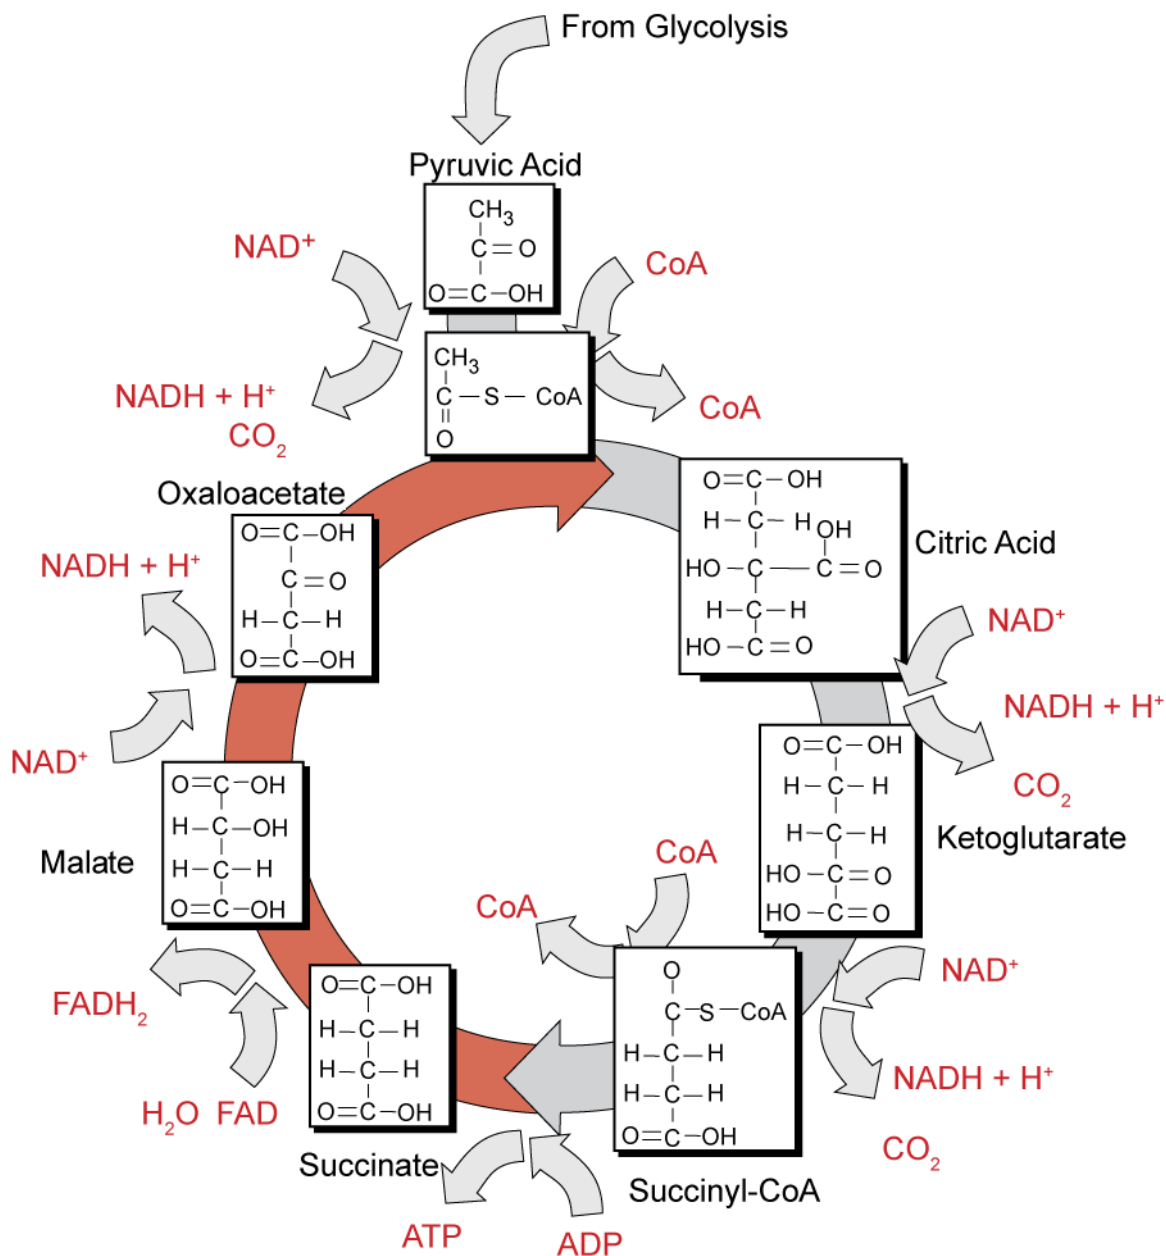 From Glycolysis
Pyruvic Acid
CH3
C=O
O=C–OH
NAD+
CoA
NADH + H+
CO2
CH3
C–S– CoA
O
CoA
Oxaloacetate
O=C–OH
C=O
H–C–H
O=C–OH
O=C–OH
H–C–H
OH
HO–C–C=O
H–C–H
HO–C=O
Citric Acid
NADH + H+
NAD+
NAD+
NADH + H+
CO2
O=C–OH
H–C–OH
H–C–H
O=C–OH
Malate
O=C–OH
H–C–H
H–C–H
HO–C=O
HO–C=O
Ketoglutarate
CoA
CoA
NAD+
NADH + H+
CO2
O
C–S–CoA
H–C–H
H–C–H
O=C–OH
Succinyl-CoA
O=C–OH
H–C–H
H–C–H
O=C–OH
Succinate
FADH2
H2O FAD
ATP
ADP